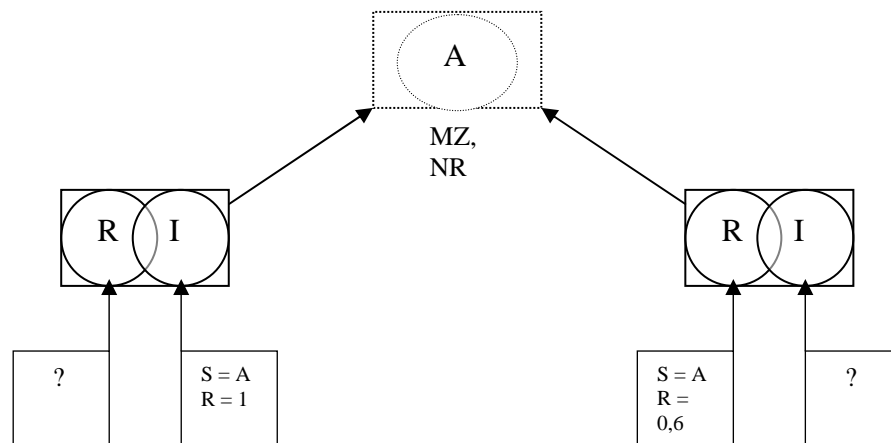 A
MZ,
NR
R I
R I
?
S = A
R = 1
S = A
R =
0,6
?